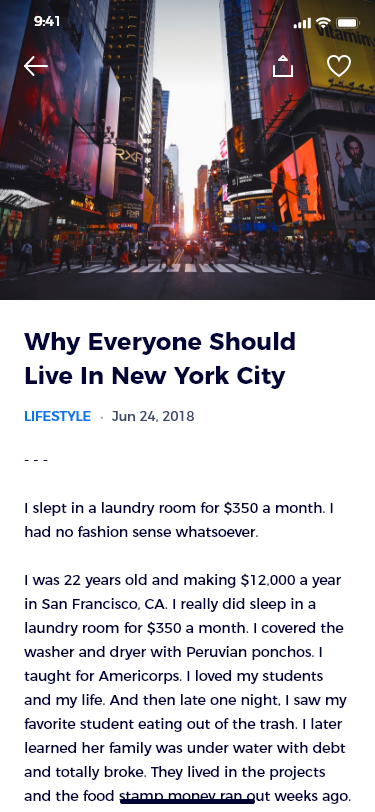 9:41
Vitamin
RXR
Why Everyone Should
Live In New York City
LIFESTYLE · Jun 24, 2018
- - -
I slept in a laundry room for $350 a month. I
had no fashion sense whatsoever.
I was 22 years old and making $12,000 a year
in San Francisco, CA. I really did sleep in a
laundry room for $350 a month. I covered the
washer and dryer with Peruvian ponchos. I
taught for Americorps. I loved my students
and my life. And then late one night, I saw my
favorite student eating out of the trash. I later
learned her family was under water with debt
and totally broke. They lived in the projects
and the food stamp money ran out weeks ago.